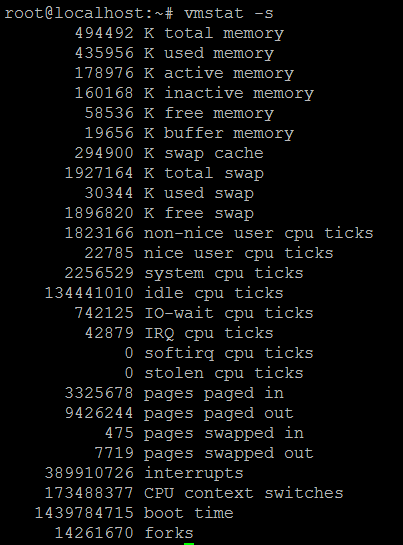 root@localhost:~# vmstat -s
494492 K total memory
435956 K used memory
178976 K active memory
160168 K inactive memory
58536 K free memory
19656 K buffer memory
294900 K swap cache
1927164 K total swap
30344 K used swap
1896820 K free swap
1823166 non-nice user cpu ticks
22785 nice user cpu ticks
2256529 system cpu ticks
134441010 idle cpu ticks
742125 IO-wait cpu ticks
42879 IRQ cpu ticks
0 softirq cpu ticks
0 stolen cpu ticks
3325678 pages paged in
9426244 pages paged out
475 pages swapped in
7719 pages swapped out
389910726 interrupts
173488377 CPU context switches
1439784715 boot time
14261670 forks